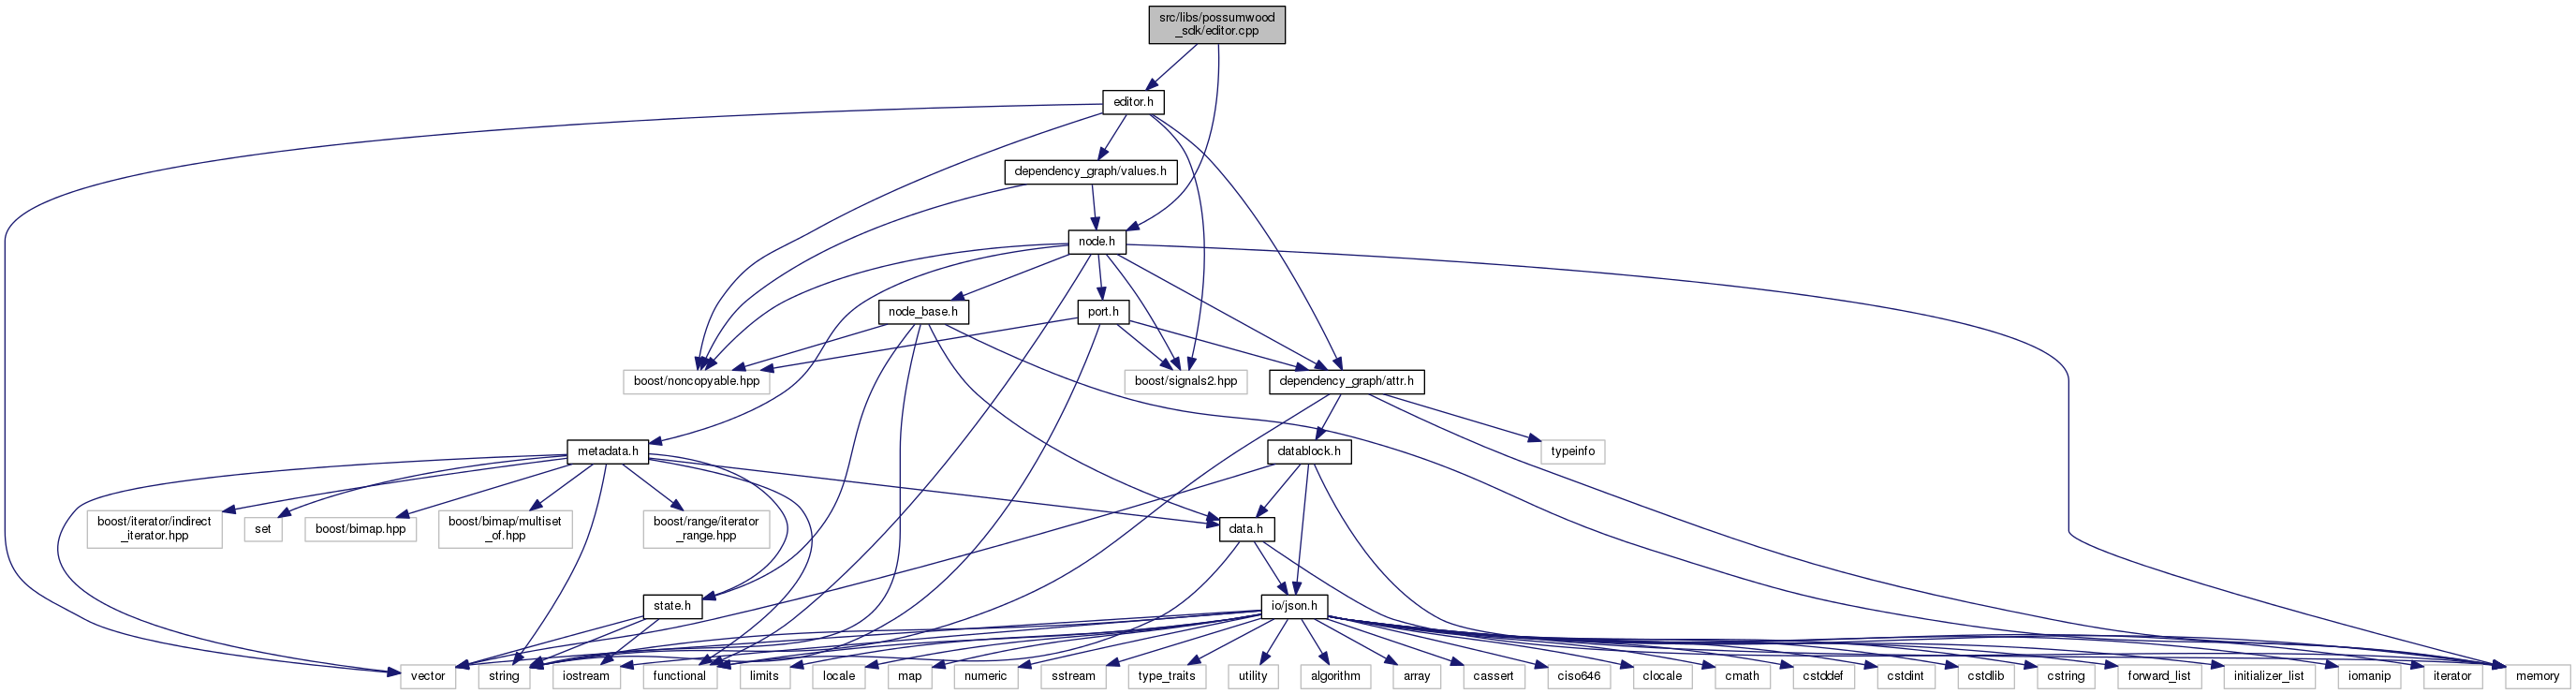 src/libs/possumwood
_sdk/editor.cpp
editor.h
dependency_graph/values.h
node.h
node_base.h
port.h
boost/noncopyable.hpp
boost/signals2.hpp
dependency_graph/attr.h
metadata.h
datablock.h
typeinfo
boost/iterator/indirect
_iterator.hpp
set
boost/bimap.hpp
boost/bimap/multiset
_of.hpp
boost/range/iterator
_range.hpp
data.h
state.h
io/json.h
vector
string
iostream
functional
limits
locale
map
numeric
sstream
type_traits
utility
algorithm
array
cassert
ciso646
clocale
cmath
cstddef
cstdint
cstdlib
cstring
forward_list
initializer_list
iomanip
iterator
memory